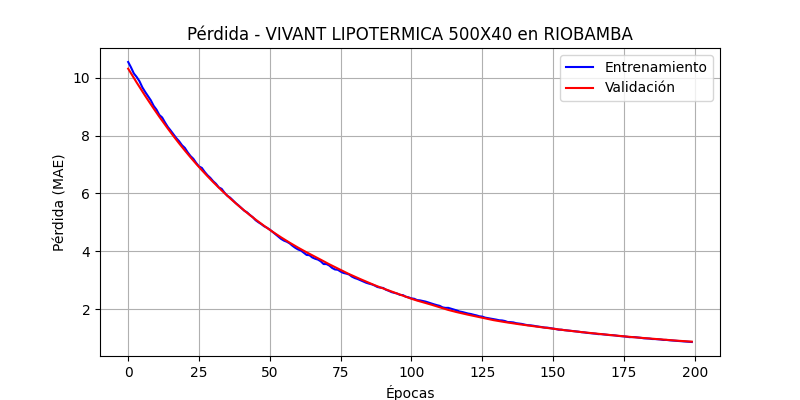 Pérdida - VIVANT LIPOTERMICA 500X40 en RIOBAMBA
Entrenamiento
Validación
Pérdida (MAE)
10
8
6
4
2
0 25 50 75 100 125 150 175 200
Épocas